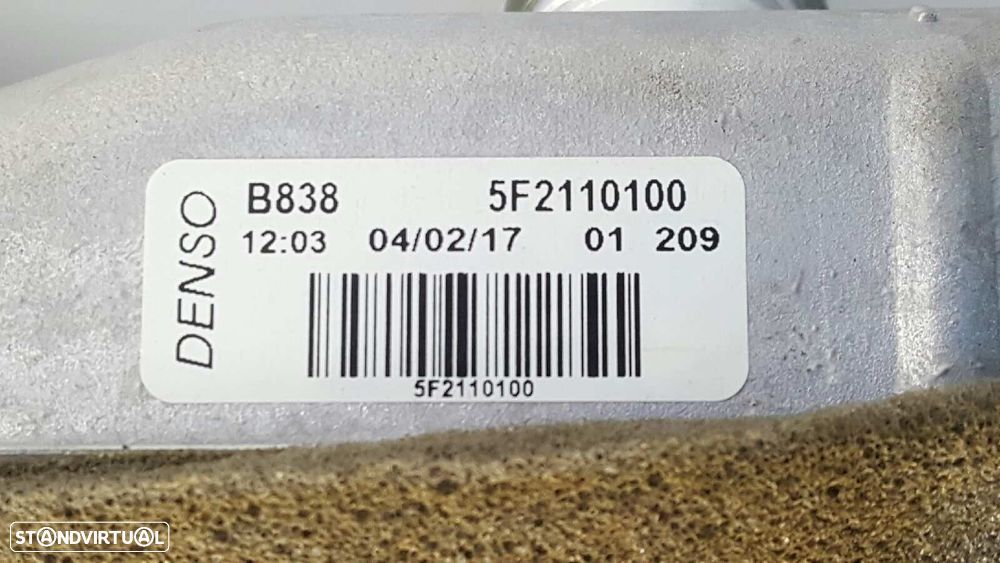 DENSO
B838 5F2110100
12:03 04/02/17 01 209
5F2110100
STANDVIRTUAL